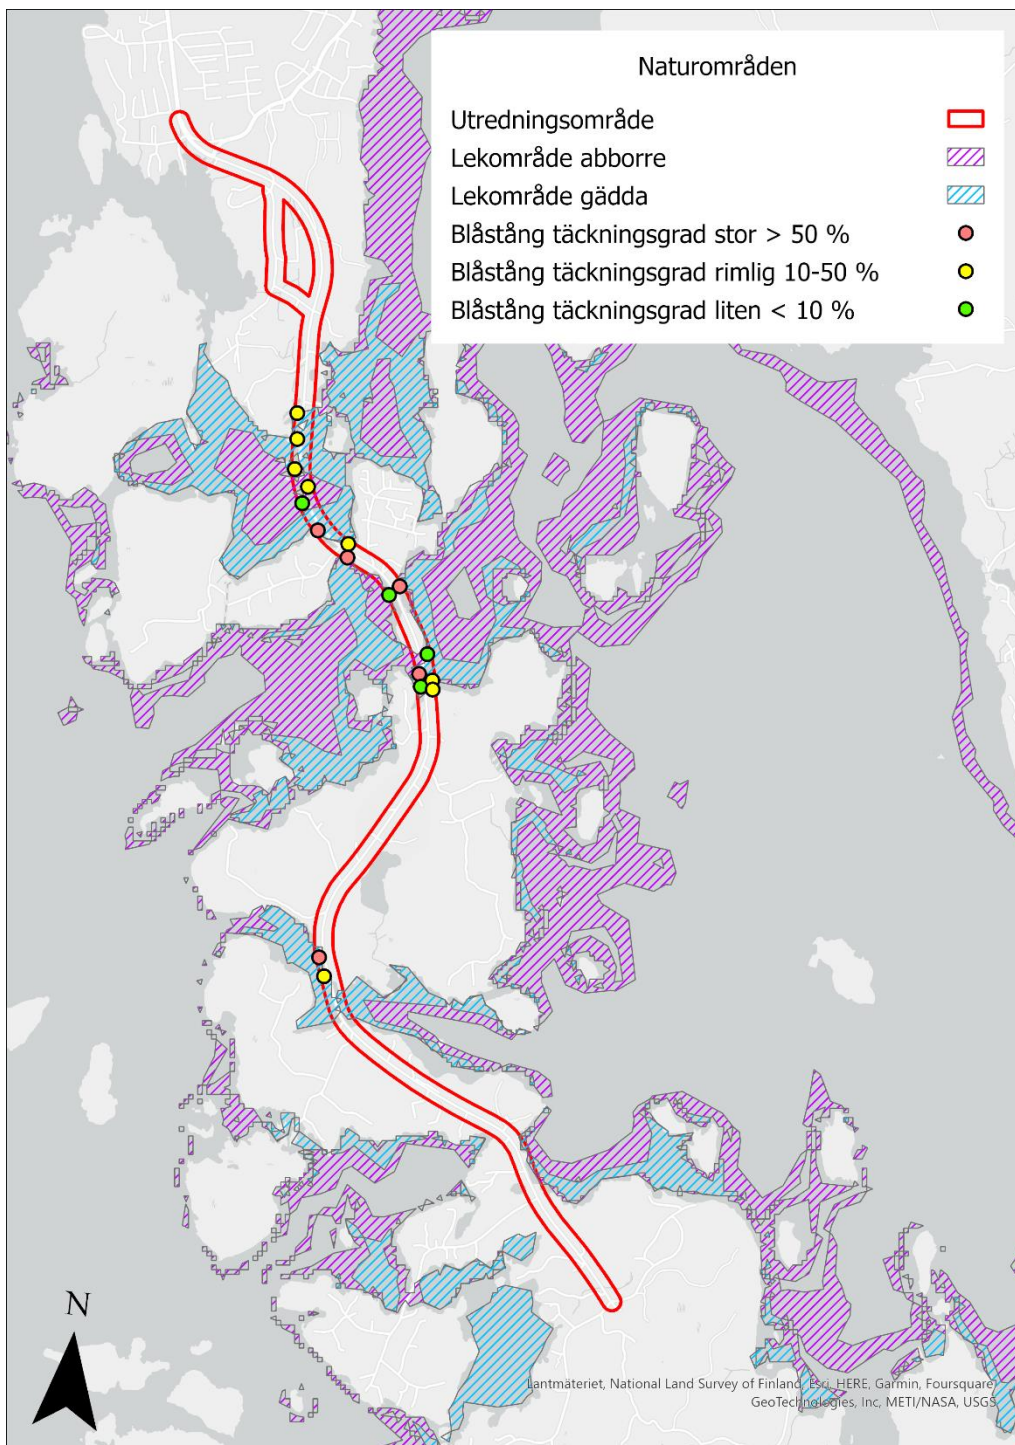 Naturområden
Utredningsområde
Lekområde abborre
Lekområde gädda
Blåstång täckningsgrad stor > 50 %
Blåstång täckningsgrad rimlig 10-50 %
Blåstång täckningsgrad liten < 10 %
N
Lantmäteriet, National Land Survey of Finland, Esri, HERE, Garmin, Foursquare,
GeoTechnologies, Inc, METI/NASA, USGS